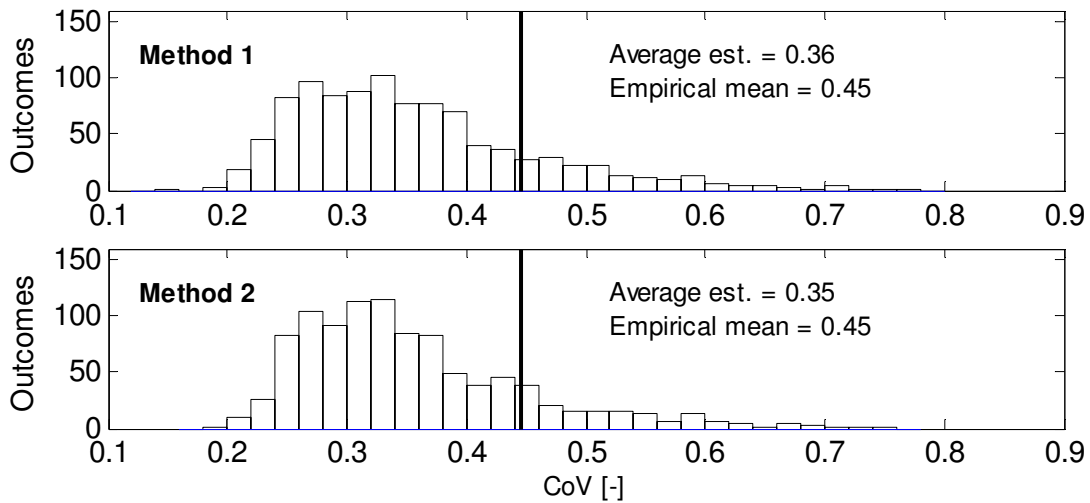 150
100
50
0
Outcomes
Method 1
Average est. = 0.36
Empirical mean = 0.45
0.1 0.2 0.3 0.4 0.5 0.6 0.7 0.8 0.9
150
100
50
0
Outcomes
Method 2
Average est. = 0.35
Empirical mean = 0.45
0.1 0.2 0.3 0.4 0.5 0.6 0.7 0.8 0.9
CoV [-]